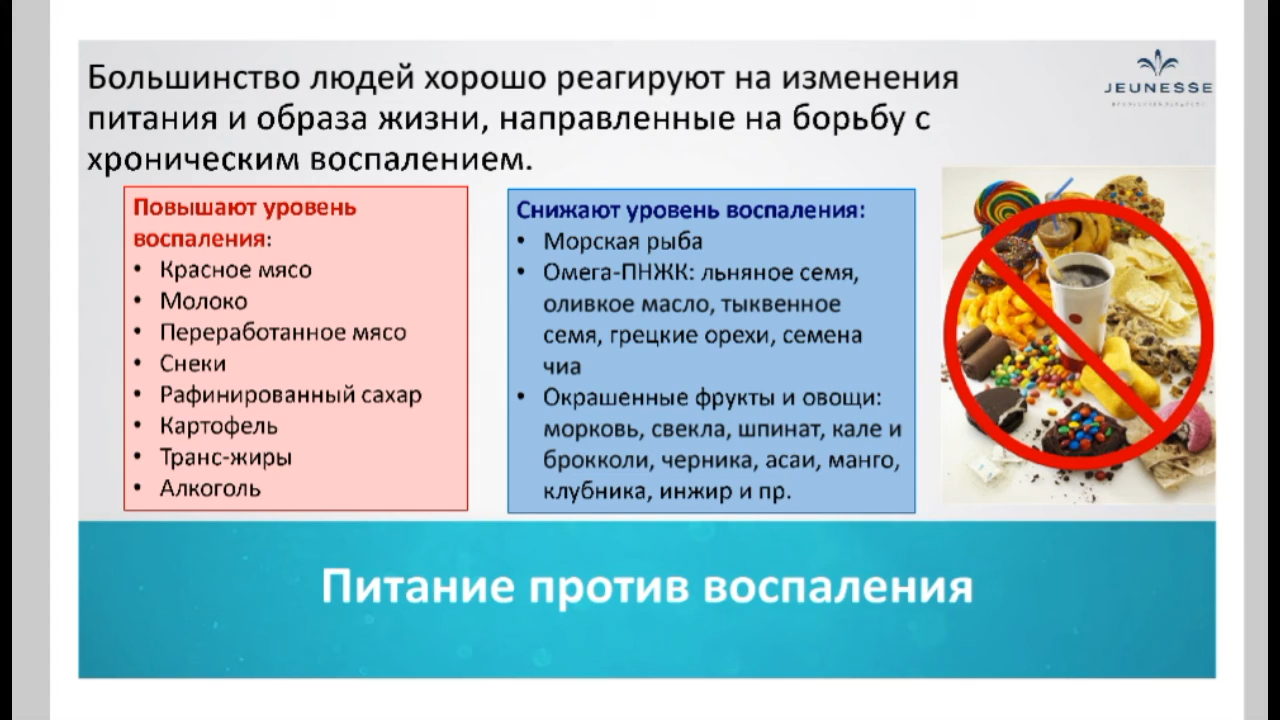 Большинство людей хорошо реагируют на изменения
питания и образа жизни, направленные на борьбу с
хроническим воспалением.
JEUNESSE
Повышают уровень
воспаления:
• Красное мясо
• Молоко
• Переработанное мясо
• Снеки
• Рафинированный сахар
• Картофель
• Транс-жиры
• Алкоголь
Снижают уровень воспаления:
• Морская рыба
• Омега-ПНЖК: льняное семя,
оливкое масло, тыквенное
семя, грецкие орехи, семена
чиа
• Окрашенные фрукты и овощи:
морковь, свекла, шпинат, кале и
брокколи, черника, асаи, манго,
клубника, инжир и пр.
Питание против воспаления